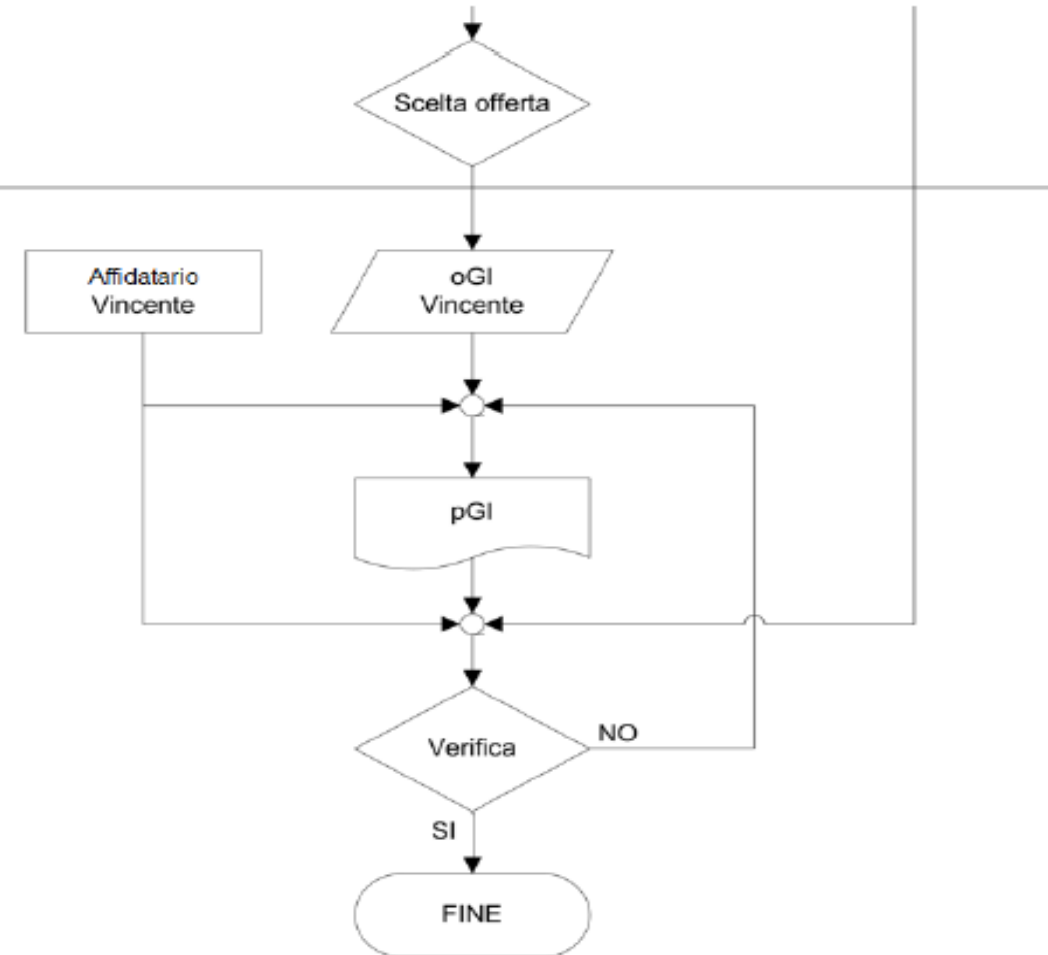 Scelta offerta
Affidatario
Vincente
oGI
Vincente
pGI
Verifica
NO
SI
FINE